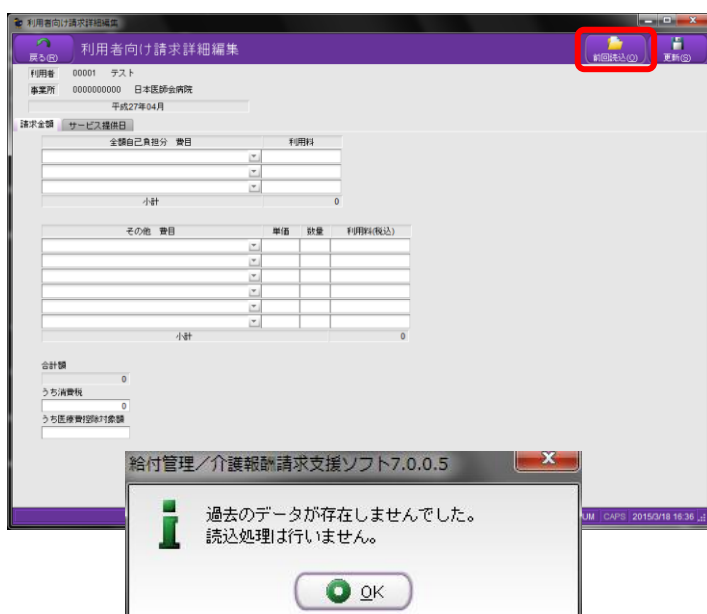 利用者向け請求詳細編集
戻る(R) 利用者向け請求詳細編集 前回読込(O) 更新(S)
利用者 00001 テスト
事業所 0000000000 日本医師会病院
平成27年04月
請求金額 サービス提供日
全額自己負担分 費目 利用料
小計 0
その他 費目 単価 数量 利用料(税込)
小計 0
合計額
0
うち消費税
0
うち医療費控除対象額
給付管理/介護報酬請求支援ソフト7.0.0.5
過去のデータが存在しませんでした。
読込処理は行いません。
OK
UM CAPS 2015/3/18 16:36